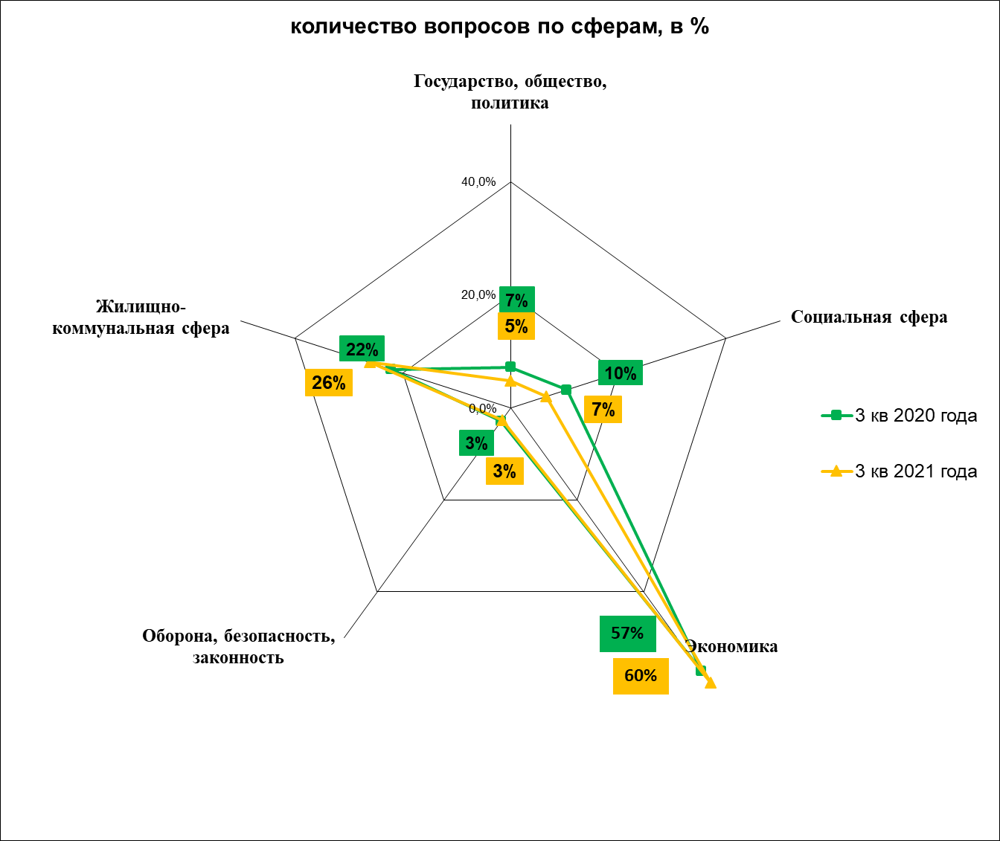 количество вопросов по сферам, в %
Государство, общество,
политика
40,0%
20,0%
7%
5%
Жилищно-
коммунальная сфера
Социальная сфера
22%
26%
10%
7%
0,0%
3%
3%
3 кв 2020 года
3 кв 2021 года
Оборона, безопасность,
законность
57%
Экономика
60%